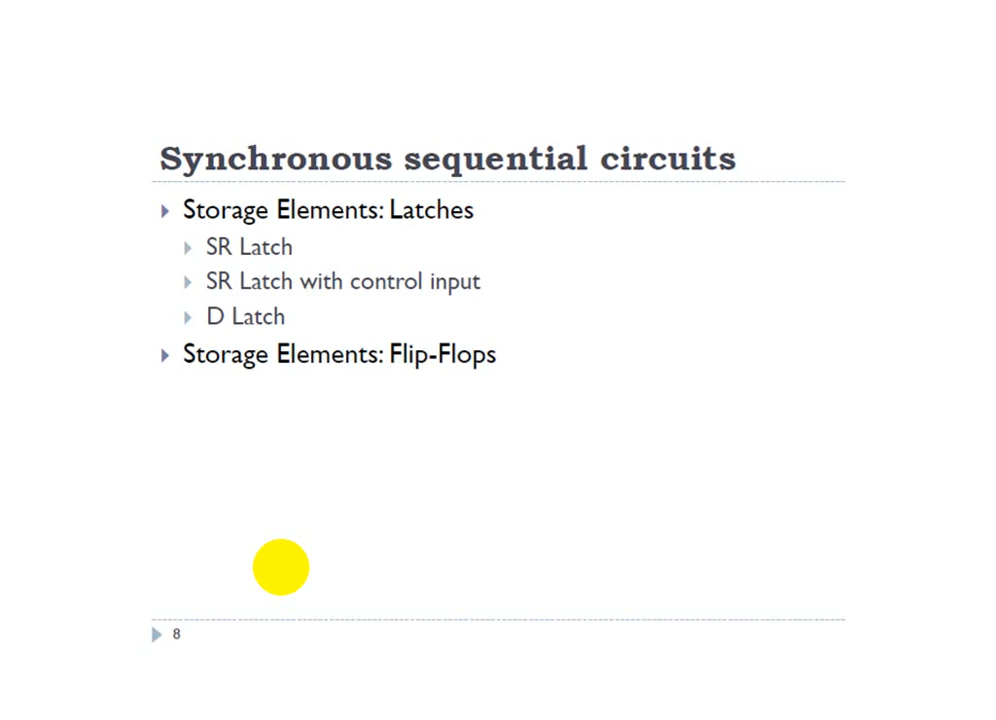 Synchronous sequential circuits
Storage Elements: Latches
SR Latch
SR Latch with control input
D Latch
Storage Elements: Flip-Flops
8